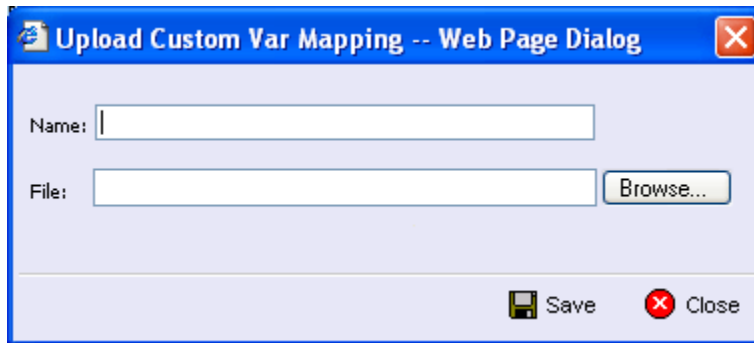 Upload Custom Var Mapping -- Web Page Dialog
Name:
File: Browse...
Save Close